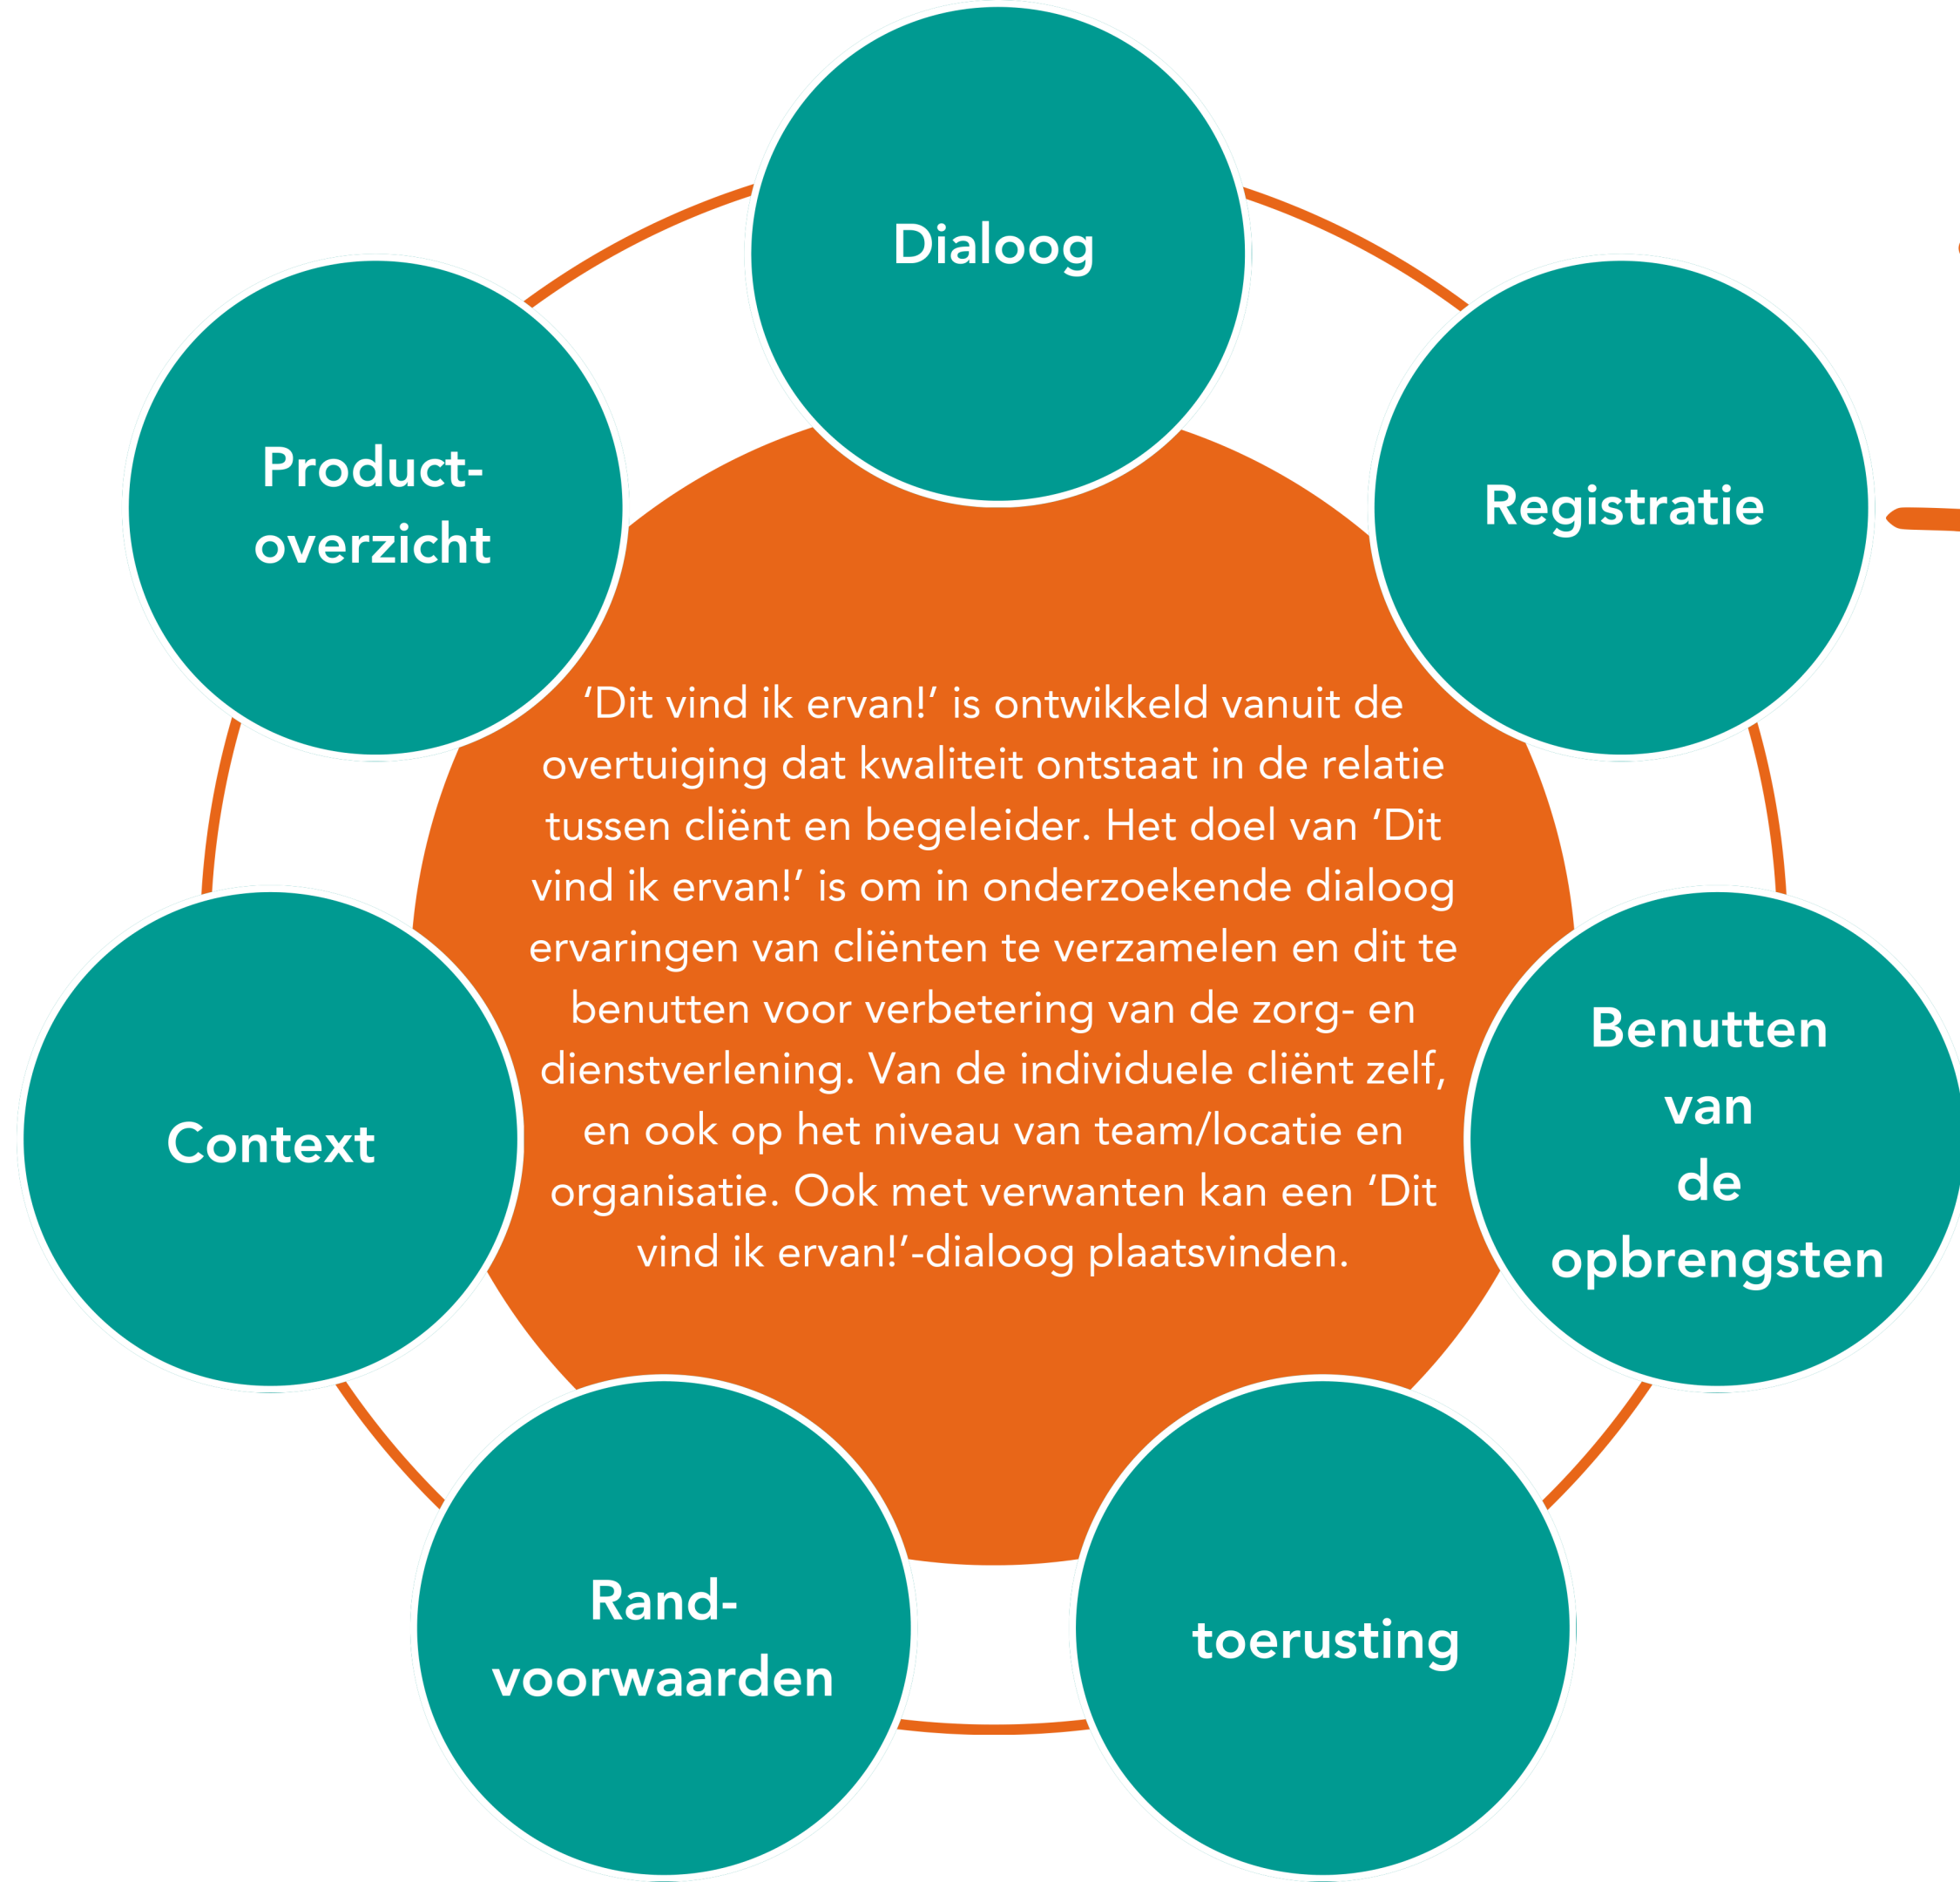 Dialoog
Product-
overzicht
Registratie
‘Dit vind ik ervan!’ is ontwikkeld vanuit de
overtuiging dat kwaliteit ontstaat in de relatie
tussen cliënt en begeleider. Het doel van ‘Dit
vind ik ervan!’ is om in onderzoekende dialoog
ervaringen van cliënten te verzamelen en dit te
benutten voor verbetering van de zorg- en
dienstverlening. Van de individuele cliënt zelf,
en ook op het niveau van team/locatie en
organisatie. Ook met verwanten kan een ‘Dit
vind ik ervan!’-dialoog plaatsvinden.
Context
Benutten
van
de
opbrengsten
Rand-
voorwaarden
toerusting